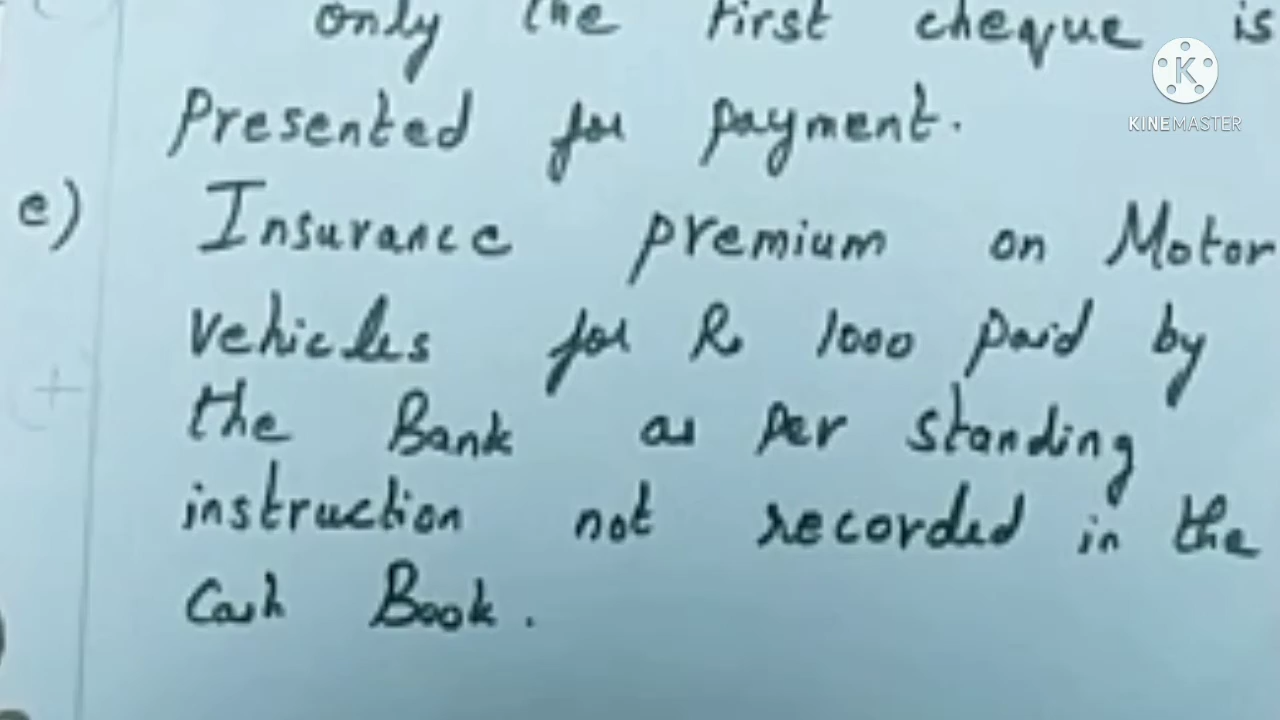 only the first cheque is
Presented for payment.
e) Insurance premium on Motor
vehicles for Rs 1000 paid by
the Bank as per standing
instruction not recorded in the
Cash Book.
K
KINEMASTER